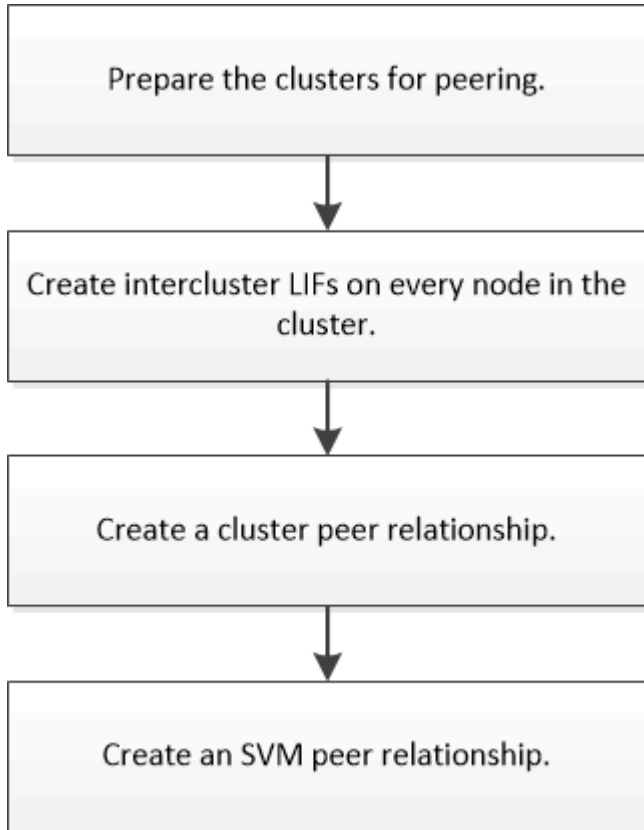 Prepare the clusters for peering.
Create intercluster LIFs on every node in the
cluster.
Create a cluster peer relationship.
Create an SVM peer relationship.